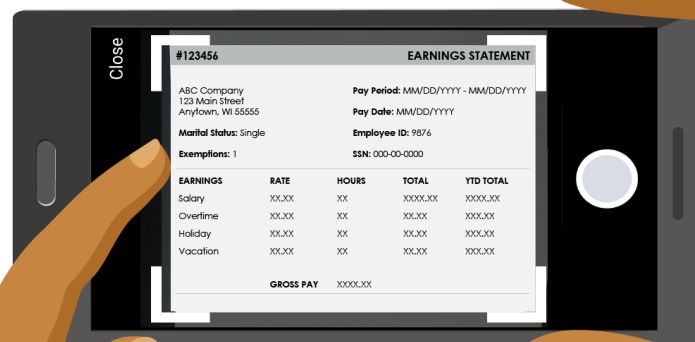 Close
#123456 EARNINGS STATEMENT
ABC Company Pay Period: MM/DD/YYYY - MM/DD/YYYY
123 Main Street
Anytown, WI 55555 Pay Date: MM/DD/YYYY
Marital Status: Single Employee ID: 9876
Exemptions: 1 SSN: 000-00-0000
EARNINGS RATE HOURS TOTAL YTD TOTAL
Salary XX.XX XX XXXX.XX XXXX.XX
Overtime XX.XX XX XX.XX XXX.XX
Holiday XX.XX XX XX.XX XXX.XX
Vacation XX.XX XX XX.XX XXX.XX
GROSS PAY XXXX.XX